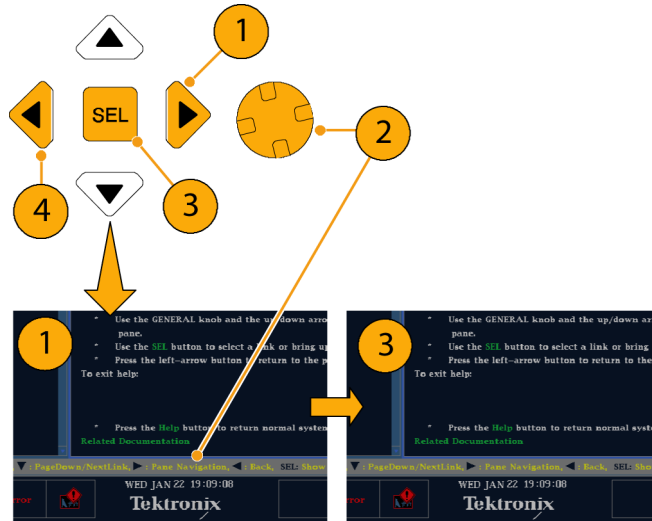 1
SEL
2
3
4
1
" Use the GENERAL knob and the up/down arro
pane.
" Use the SEL button to select a link or bring up
" Press the left-arrow button to return to the p
To exit help:
" Press the Help button to return normal system
Related Documentation
▼ : PageDown/NextLink, ► : Pane Navigation, ◄ : Back, SEL: Show
WED JAN 22 19:09:08
Tektronix
rror
3
" Use the GENERAL knob and the up/down ar
pane.
" Use the SEL button to select a link or bring
" Press the left-arrow button to return to the
To exit help:
" Press the Help button to return normal syste
Related Documentation
▼ : PageDown/NextLink, ► : Pane Navigation, ◄ : Back, SEL: Show
WED JAN 22 19:09:08
Tektronix
rror